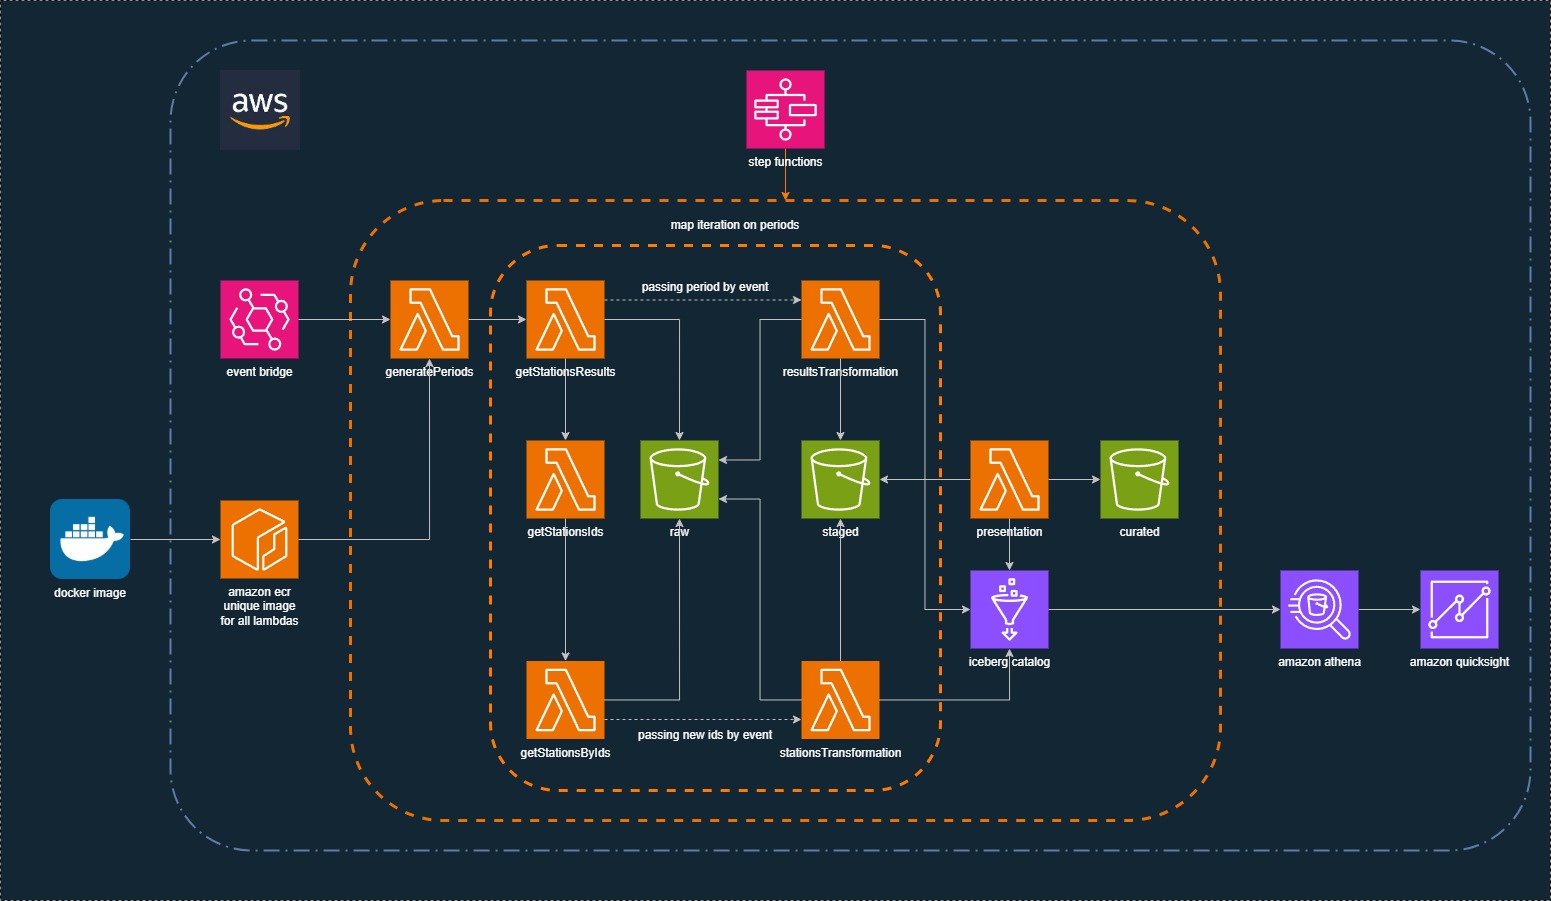 aws
step functions
map iteration on periods
passing period by event
event bridge
generatePeriods
getStationsResults
resultsTransformation
getStationsIds
raw
staged
presentation
curated
docker image
amazon ecr
unique image
for all lambdas
iceberg catalog
amazon athena
amazon quicksight
passing new ids by event
getStationsByIds
stationsTransformation